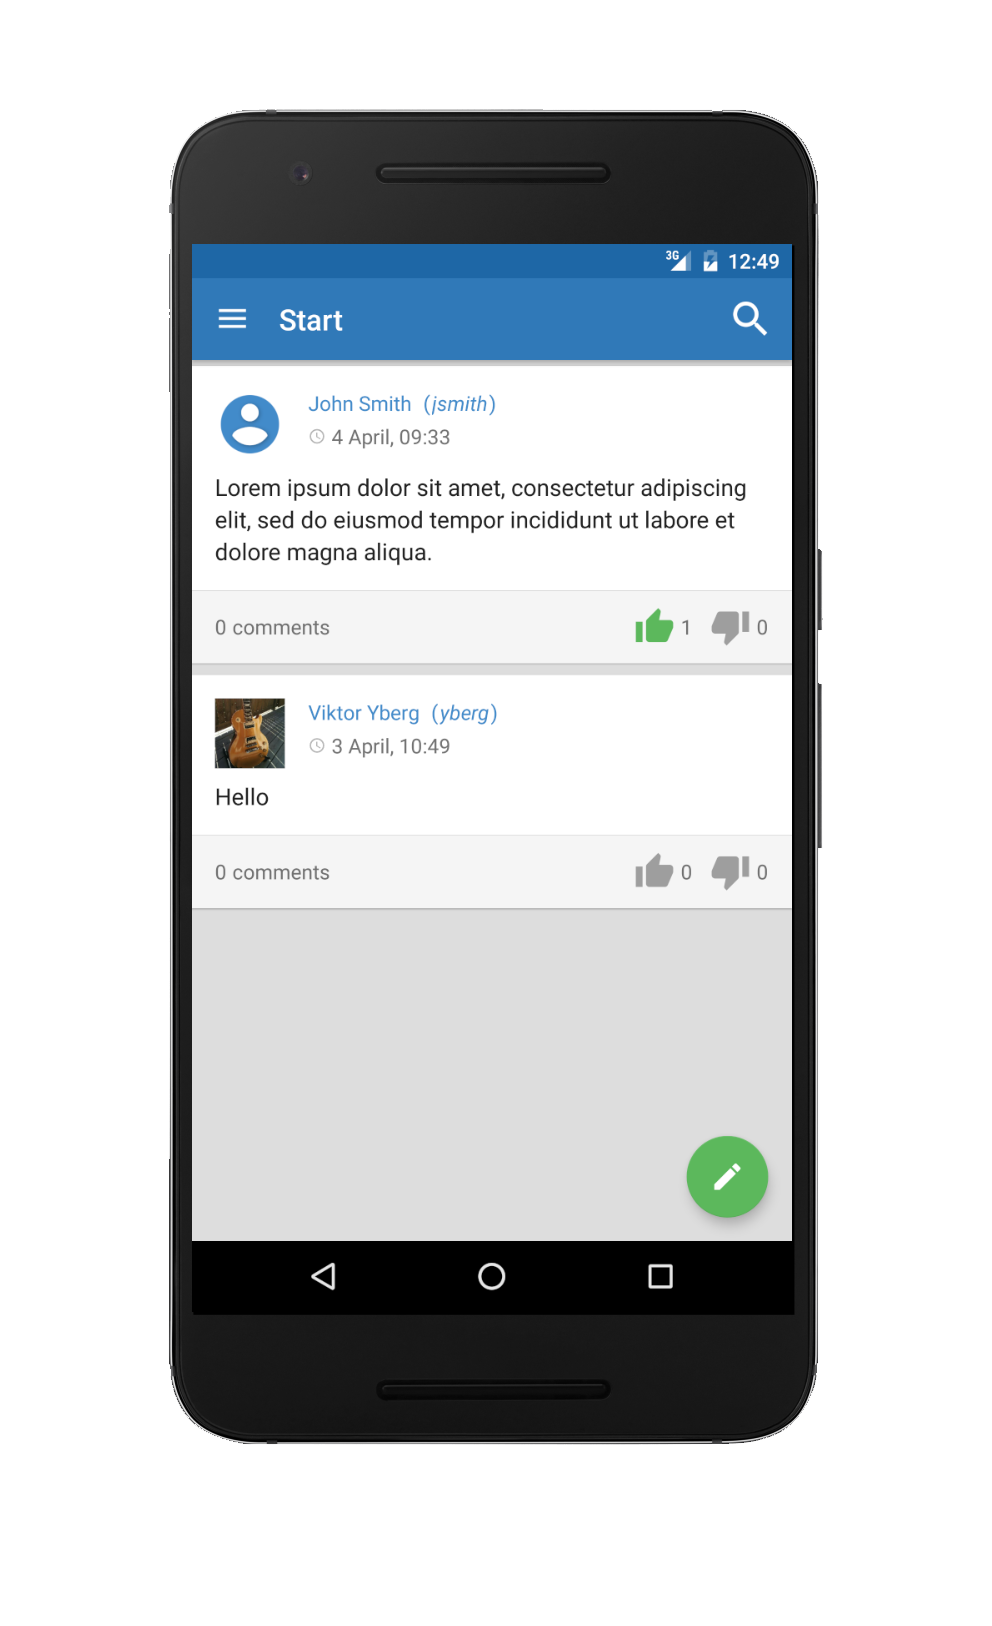 3G 12:49
Start
John Smith (jsmith)
4 April, 09:33
Lorem ipsum dolor sit amet, consectetur adipiscing
elit, sed do eiusmod tempor incididunt ut labore et
dolore magna aliqua.
0 comments 1 0
Viktor Yberg (yberg)
3 April, 10:49
Hello
0 comments 0 0